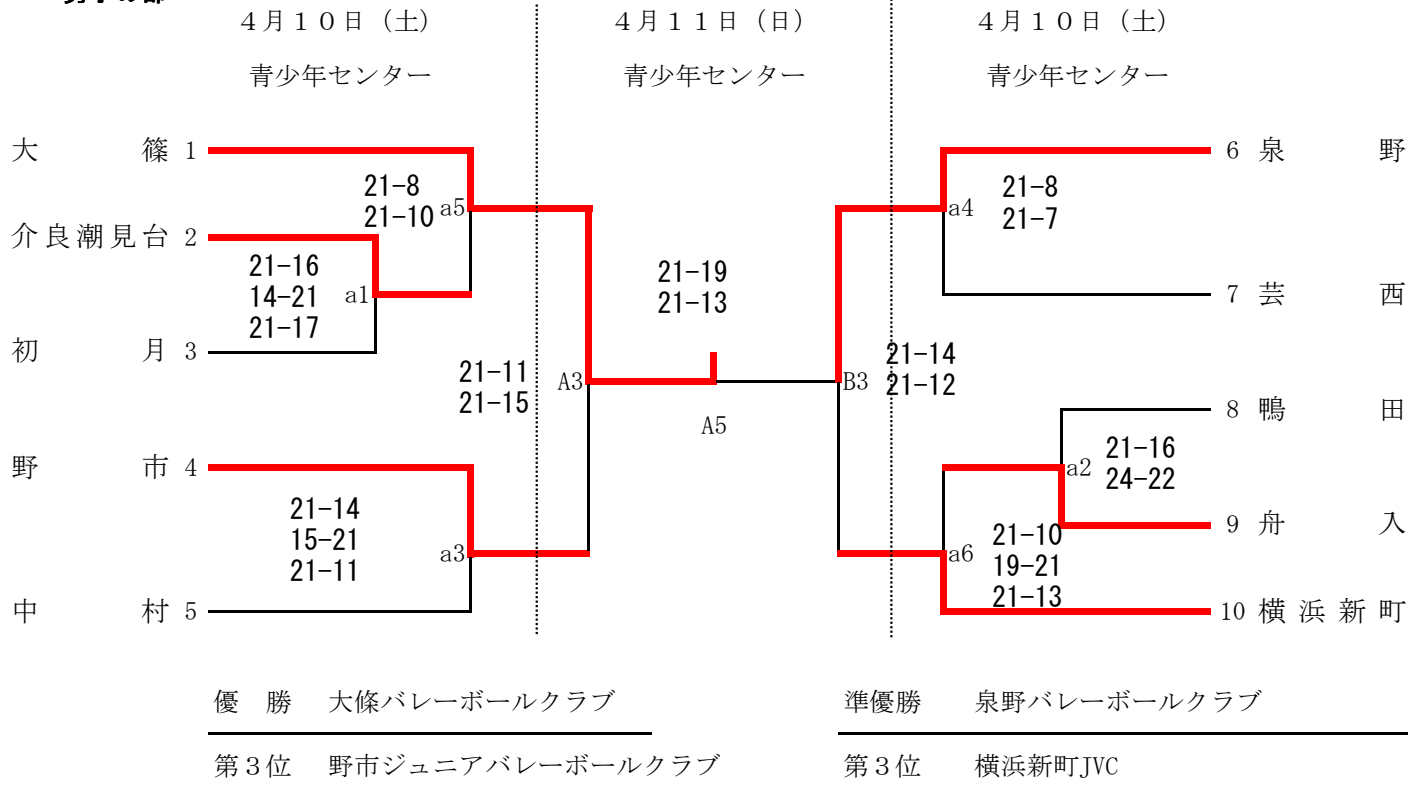 ４月１０日（土）
青少年センター
４月１１日（日）
青少年センター
４月１０日（土）
青少年センター
大篠 1
介良潮見台 2
初月 3
野市 4
中村 5
21-8
21-10
a5
21-16
14-21
21-17
a1
21-11
21-15
A3
21-14
15-21
21-11
a3
21-19
21-13
A5
21-14
21-12
B3
21-8
21-7
a4
21-16
24-22
a2
21-10
19-21
21-13
a6
6 泉野
7 芸西
8 鴨田
9 舟入
10 横浜新町
優　勝　大條バレーボールクラブ
準優勝　泉野バレーボールクラブ
第３位　野市ジュニアバレーボールクラブ
第３位　横浜新町JVC